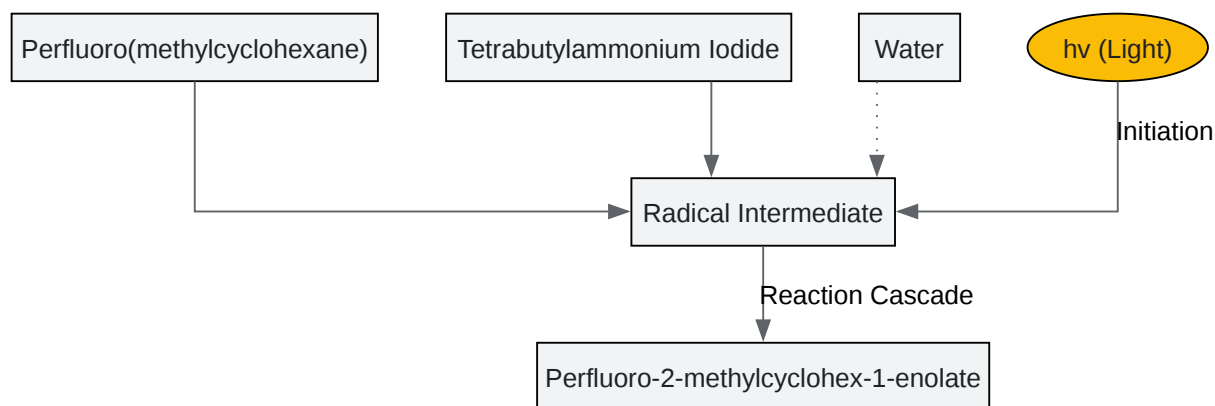 Perfluoro(methylcyclohexane)
Tetrabutylammonium Iodide
Water
hv (Light)
Initiation
Radical Intermediate
Reaction Cascade
Perfluoro-2-methylcyclohex-1-enolate